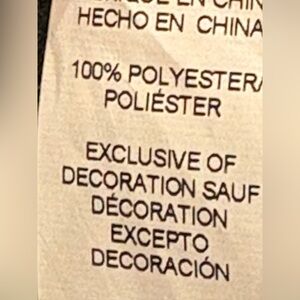 HECHO EN CHINA
100% POLYESTER/
POLIÉSTER
EXCLUSIVE OF
DECORATION SAUF
DÉCORATION
EXCEPTO
DECORACIÓN